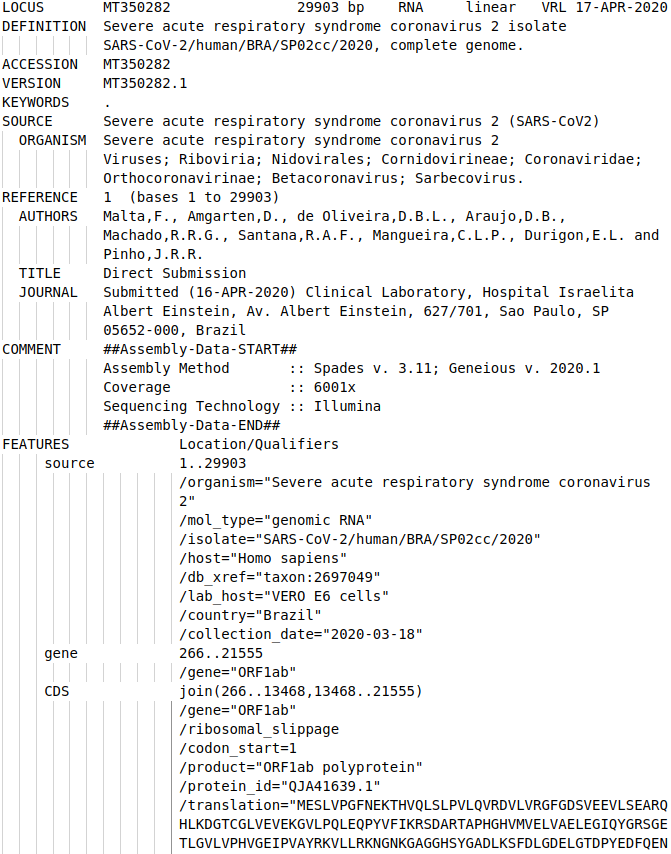 LOCUS       MT350282               29903 bp    RNA     linear   VRL 17-APR-2020
DEFINITION  Severe acute respiratory syndrome coronavirus 2 isolate
            SARS-CoV-2/human/BRA/SP02cc/2020, complete genome.
ACCESSION   MT350282
VERSION     MT350282.1
KEYWORDS    .
SOURCE      Severe acute respiratory syndrome coronavirus 2 (SARS-CoV2)
  ORGANISM  Severe acute respiratory syndrome coronavirus 2
            Viruses; Riboviria; Nidovirales; Cornidovirineae; Coronaviridae;
            Orthocoronavirinae; Betacoronavirus; Sarbecovirus.
REFERENCE   1  (bases 1 to 29903)
  AUTHORS   Malta,F., Amgarten,D., de Oliveira,D.B.L., Araujo,D.B.,
            Machado,R.R.G., Santana,R.A.F., Mangueira,C.L.P., Durigon,E.L. and
            Pinho,J.R.R.
  TITLE     Direct Submission
  JOURNAL   Submitted (16-APR-2020) Clinical Laboratory, Hospital Israelita
            Albert Einstein, Av. Albert Einstein, 627/701, Sao Paulo, SP
            05652-000, Brazil
COMMENT     ##Assembly-Data-START##
            Assembly Method       :: Spades v. 3.11; Geneious v. 2020.1
            Coverage              :: 6001x
            Sequencing Technology :: Illumina
            ##Assembly-Data-END##
FEATURES             Location/Qualifiers
     source          1..29903
                     /organism="Severe acute respiratory syndrome coronavirus
                     2"
                     /mol_type="genomic RNA"
                     /isolate="SARS-CoV-2/human/BRA/SP02cc/2020"
                     /host="Homo sapiens"
                     /db_xref="taxon:2697049"
                     /lab_host="VERO E6 cells"
                     /country="Brazil"
                     /collection_date="2020-03-18"
     gene            266..21555
                     /gene="ORF1ab"
     CDS             join(266..13468,13468..21555)
                     /gene="ORF1ab"
                     /ribosomal_slippage
                     /codon_start=1
                     /product="ORF1ab polyprotein"
                     /protein_id="QJA41639.1"
                     /translation="MESLVPGFNEKTHVQLSLPVLQVRDVLVRGFGDSVEEVLSEARQ
                     HLKDGTCGLVEVEKGVLPQLEQPYVFIKRSDARTAPHGHVMVELVAELEGIQYGRSGE
                     TLGVLVPHVGEIPVAYRKVLLRKNGNKGAGGHSYGADLKSFDLGDELGTDPYEDFQEN